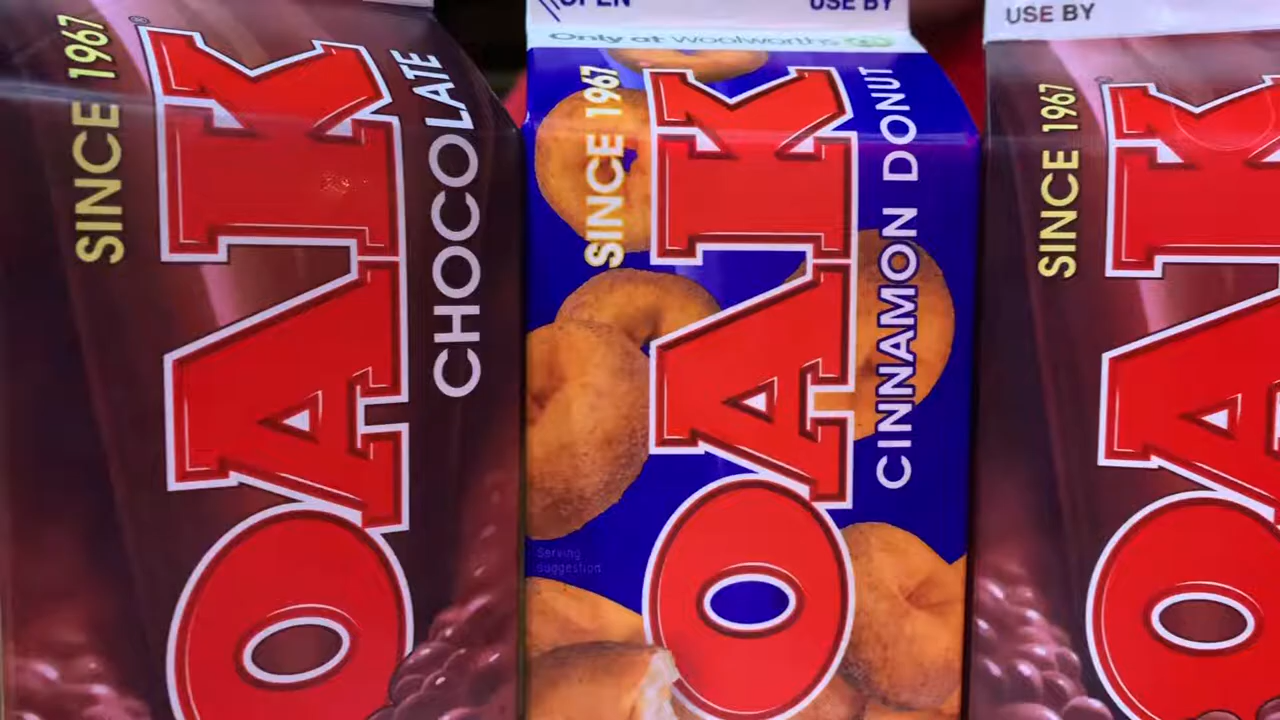 SINCE 1967
OAK
CHOCOLATE
OPEN
USE BY
Only at Woolworths
SINCE 1967
OAK
CINNAMON DONUT
Serving
suggestion
USE BY
SINCE 1967
OAK